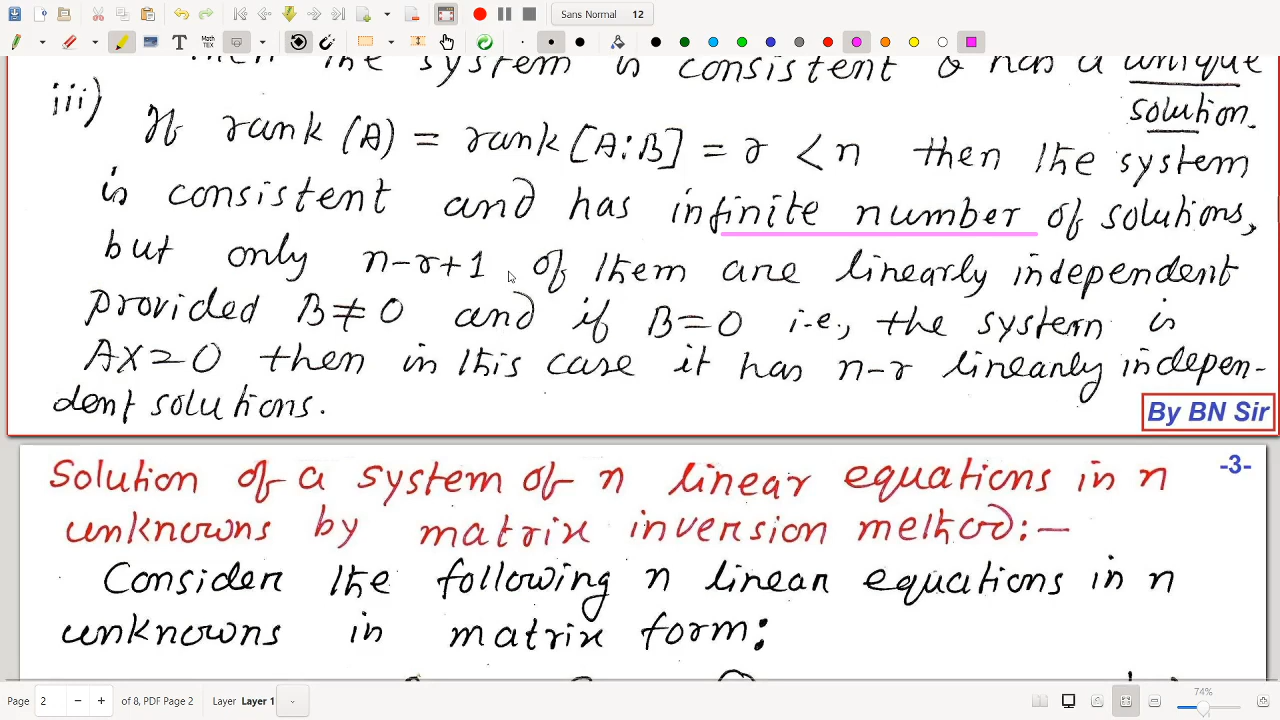 Sans Normal 12
Then the system is consistent & has a unique
solution.
iii)
If rank (A) = rank [A:B] = r < n then the system
is consistent and has infinite number of solutions,
but only n-r+1 of them are linearly independent
provided B≠0 and if B=0 i.e., the system is
AX=0 then in this case it has n-r linearly indepen-
dent solutions.
By BN Sir
-3-
Solution of a system of n linear equations in n
unknowns by matrix inversion method:-
Consider the following n linear equations in n
unknowns in matrix form:
Page 2 of 8, PDF Page 2 Layer Layer 1 74%